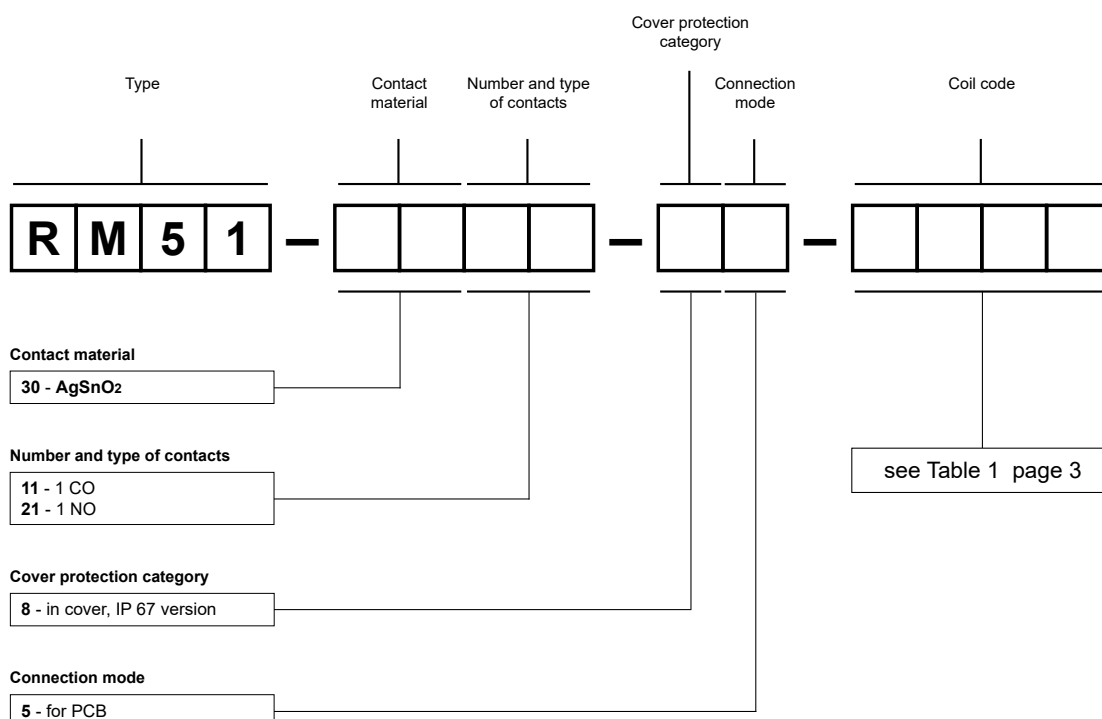 Cover protection
category
Type
Contact
material
Number and type
of contacts
Connection
mode
Coil code
R M 5 1 – – –
Contact material
30 - AgSnO2
Number and type of contacts
11 - 1 CO
21 - 1 NO
see Table 1 page 3
Cover protection category
8 - in cover, IP 67 version
Connection mode
5 - for PCB